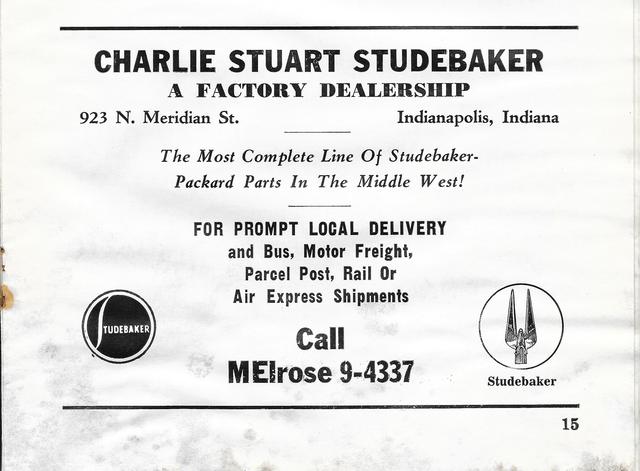 CHARLIE STUART STUDEBAKER
A FACTORY DEALERSHIP
923 N. Meridian St. Indianapolis, Indiana
The Most Complete Line Of Studebaker-
Packard Parts In The Middle West!
FOR PROMPT LOCAL DELIVERY
and Bus, Motor Freight,
Parcel Post, Rail Or
Air Express Shipments
STUDEBAKER
Call
MElrose 9-4337
Studebaker
15